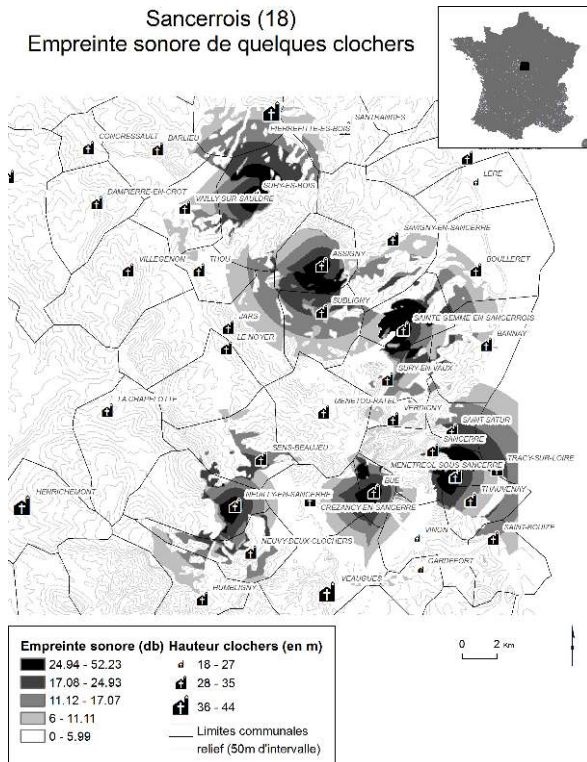 Sancerrois (18)
Empreinte sonore de quelques clochers
SANTRANGES
CONCRESSAULT
BARLIEU
PIERREFITTE-ES-BOIS
LERE
SURY-ES-BOIS
DAMPIERRE-EN-CROT
VAILLY SUR SAULDRE
SAVIGNY-EN-SANCERRE
ASSIGNY
VILLEGENON
THOU
BOULLERET
SUBLIGNY
JARS
SAINTE GEMME EN SANCERROIS
LE NOYER
BANNAY
SURY-EN-VAUX
LA CHAPELOTTE
MENETOU-RATEL
VERDIGNY
SAINT SATUR
SANCERRE
SENS-BEAUJEU
TRACY-SUR-LOIRE
MENETREOL SOUS SANCERRE
BUE
HENRICHEMONT
NEUILLY-EN-SANCERRE
THAUVENAY
CREZANCY-EN-SANCERRE
VINON
SAINT-BOUIZE
NEUVY-DEUX-CLOCHERS
GARDEFORT
HUMBLIGNY
VEAUGUES
Empreinte sonore (db)
24.94 - 52.23
17.08 - 24.93
11.12 - 17.07
6 - 11.11
0 - 5.99
Hauteur clochers (en m)
18 - 27
28 - 35
36 - 44
Limites communales
relief (50m d'intervalle)
0 2 Km